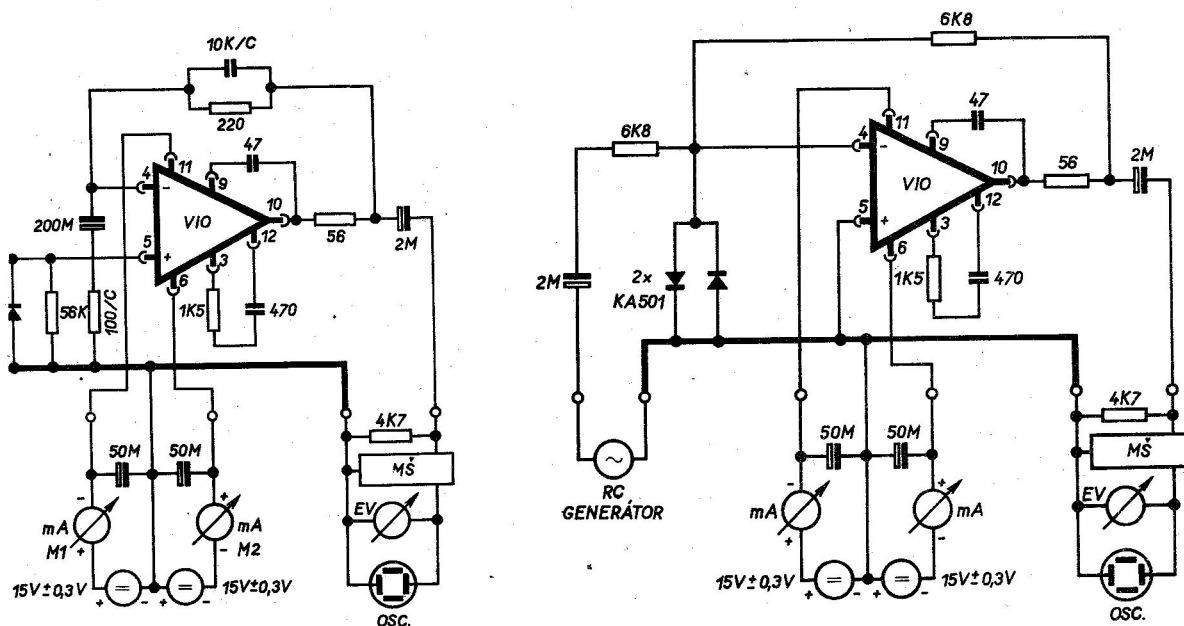 10K/C
220
47
11
9
4
-
VIO
10
200M
5
+
56
12
2M
6
3
56K
100/C
1K5
470
4K7
50M
50M
MŠ
-
+
EV
mA
M1
+
mA
M2
-
15V±0,3V
+
-
+
-
15V±0,3V
OSC.
6K8
47
11
6K8
9
4
-
10
2M
VIO
56
5
+
12
2M
2x
KA501
6
3
1K5
470
4K7
50M
50M
MŠ
RC
GENERÁTOR
-
+
EV
mA
+
mA
-
15V±0,3V
+
-
+
-
15V±0,3V
OSC.